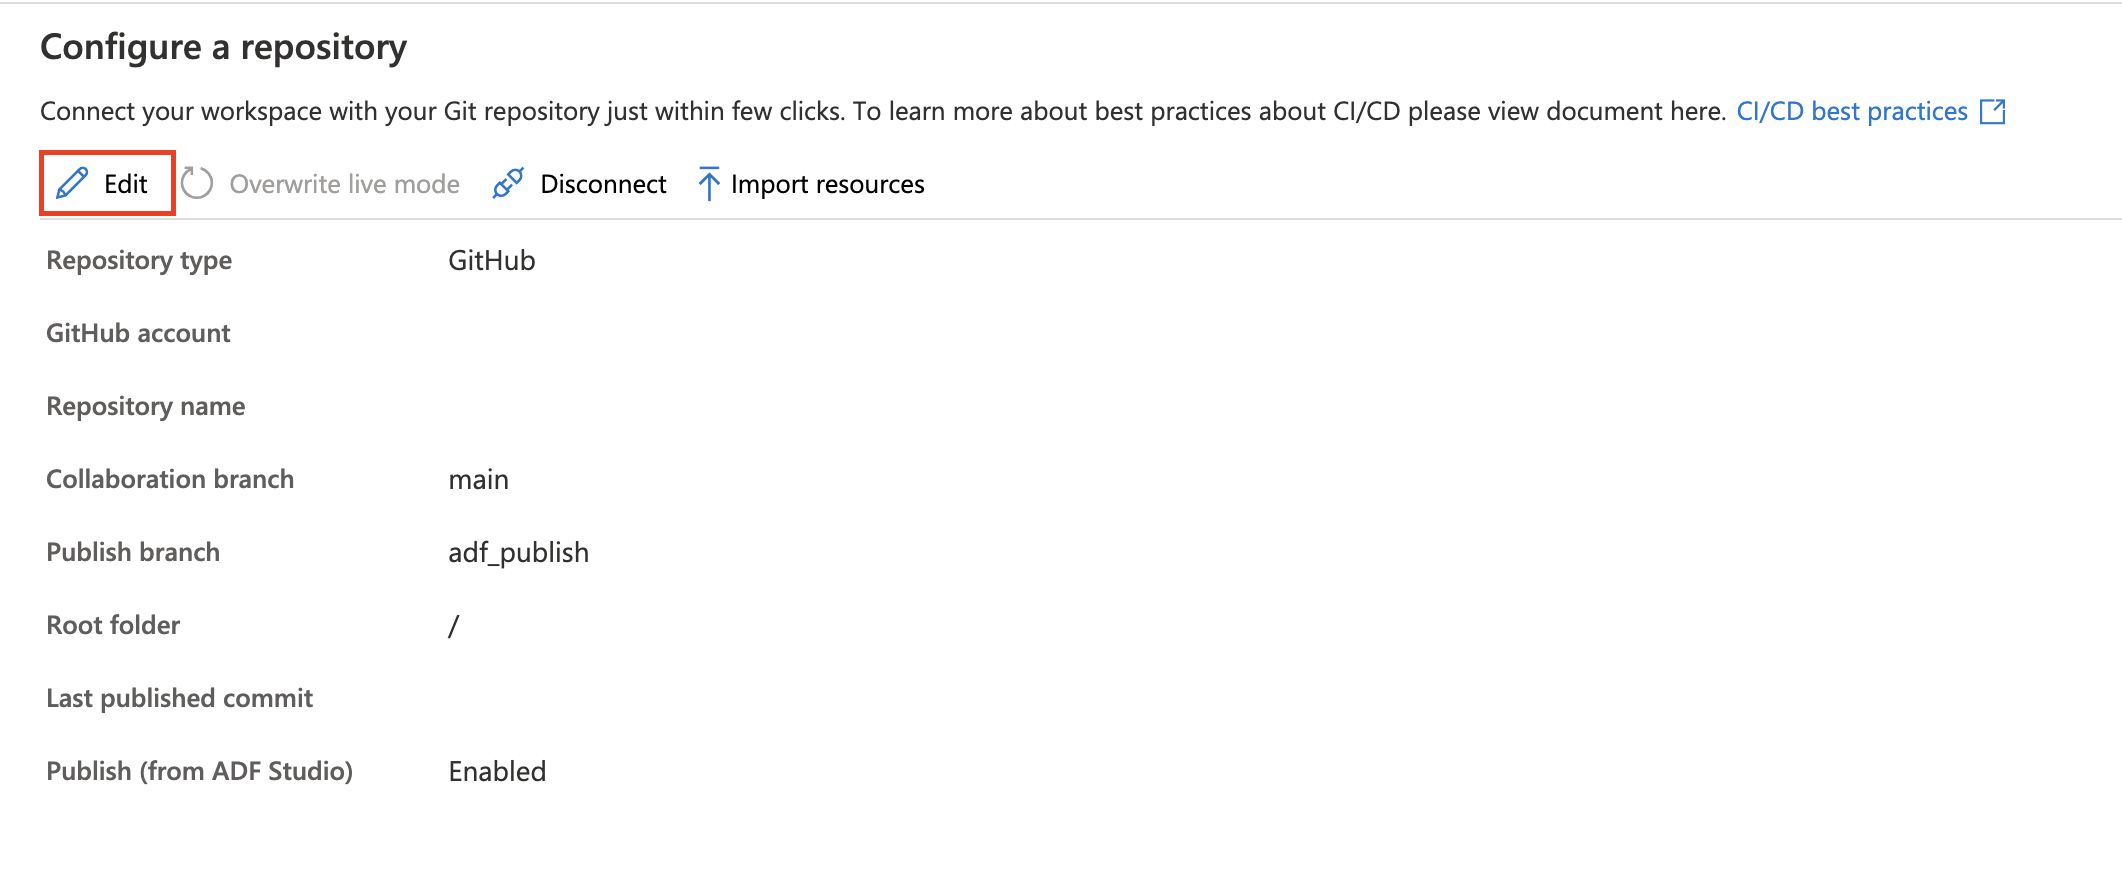 Configure a repository
Connect your workspace with your Git repository just within few clicks. To learn more about best practices about CI/CD please view document here. CI/CD best practices
Edit Overwrite live mode Disconnect Import resources
Repository type GitHub
GitHub account
Repository name
Collaboration branch main
Publish branch adf_publish
Root folder /
Last published commit
Publish (from ADF Studio) Enabled